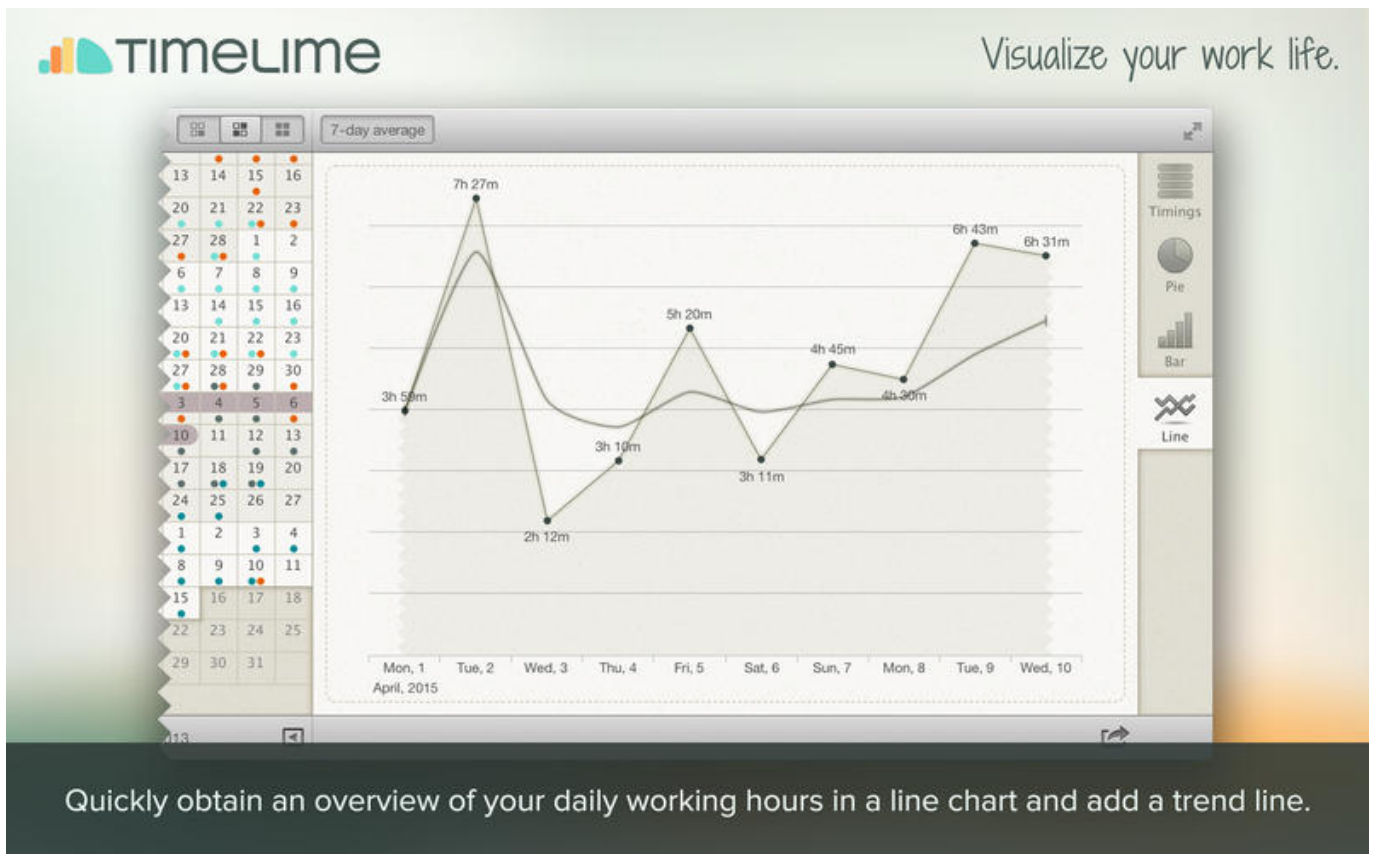 TIMELIME
Visualize your work life.
7-day average
13 14 15 16
20 21 22 23
27 28 1 2
6 7 8 9
13 14 15 16
20 21 22 23
27 28 29 30
3 4 5 6
10 11 12 13
17 18 19 20
24 25 26 27
1 2 3 4
8 9 10 11
15 16 17 18
22 23 24 25
29 30 31
7h 27m
6h 43m
6h 31m
5h 20m
4h 45m
3h 59m
4h 30m
3h 10m
3h 11m
2h 12m
Mon, 1 Tue, 2 Wed, 3 Thu, 4 Fri, 5 Sat, 6 Sun, 7 Mon, 8 Tue, 9 Wed, 10
April, 2015
Timings
Pie
Bar
Line
Quickly obtain an overview of your daily working hours in a line chart and add a trend line.